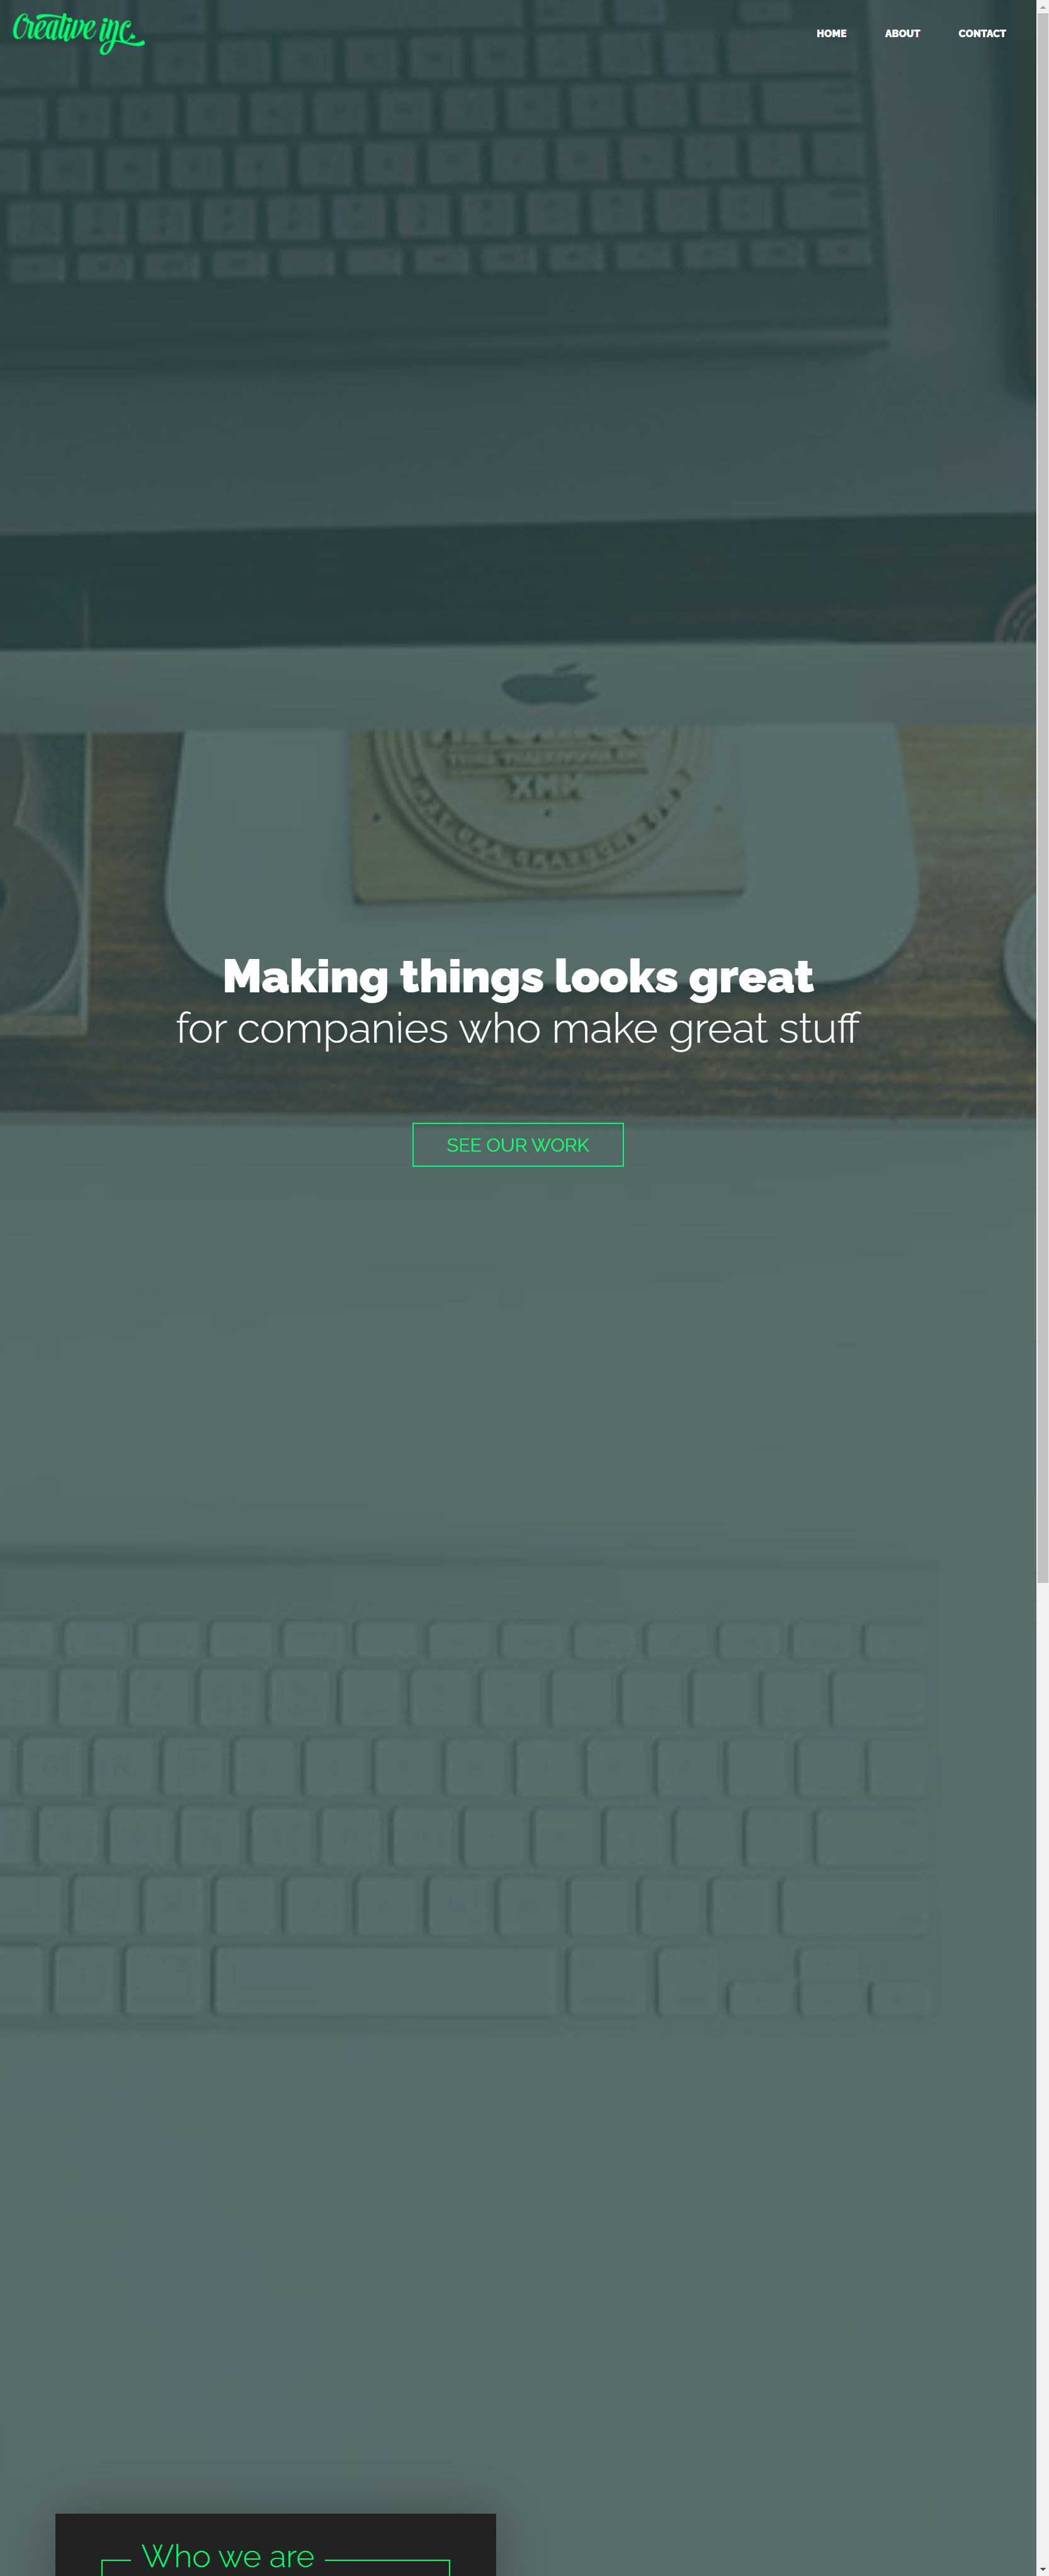 Creative inc.
HOME ABOUT CONTACT
XMX
Making things looks great
for companies who make great stuff
SEE OUR WORK
Who we are